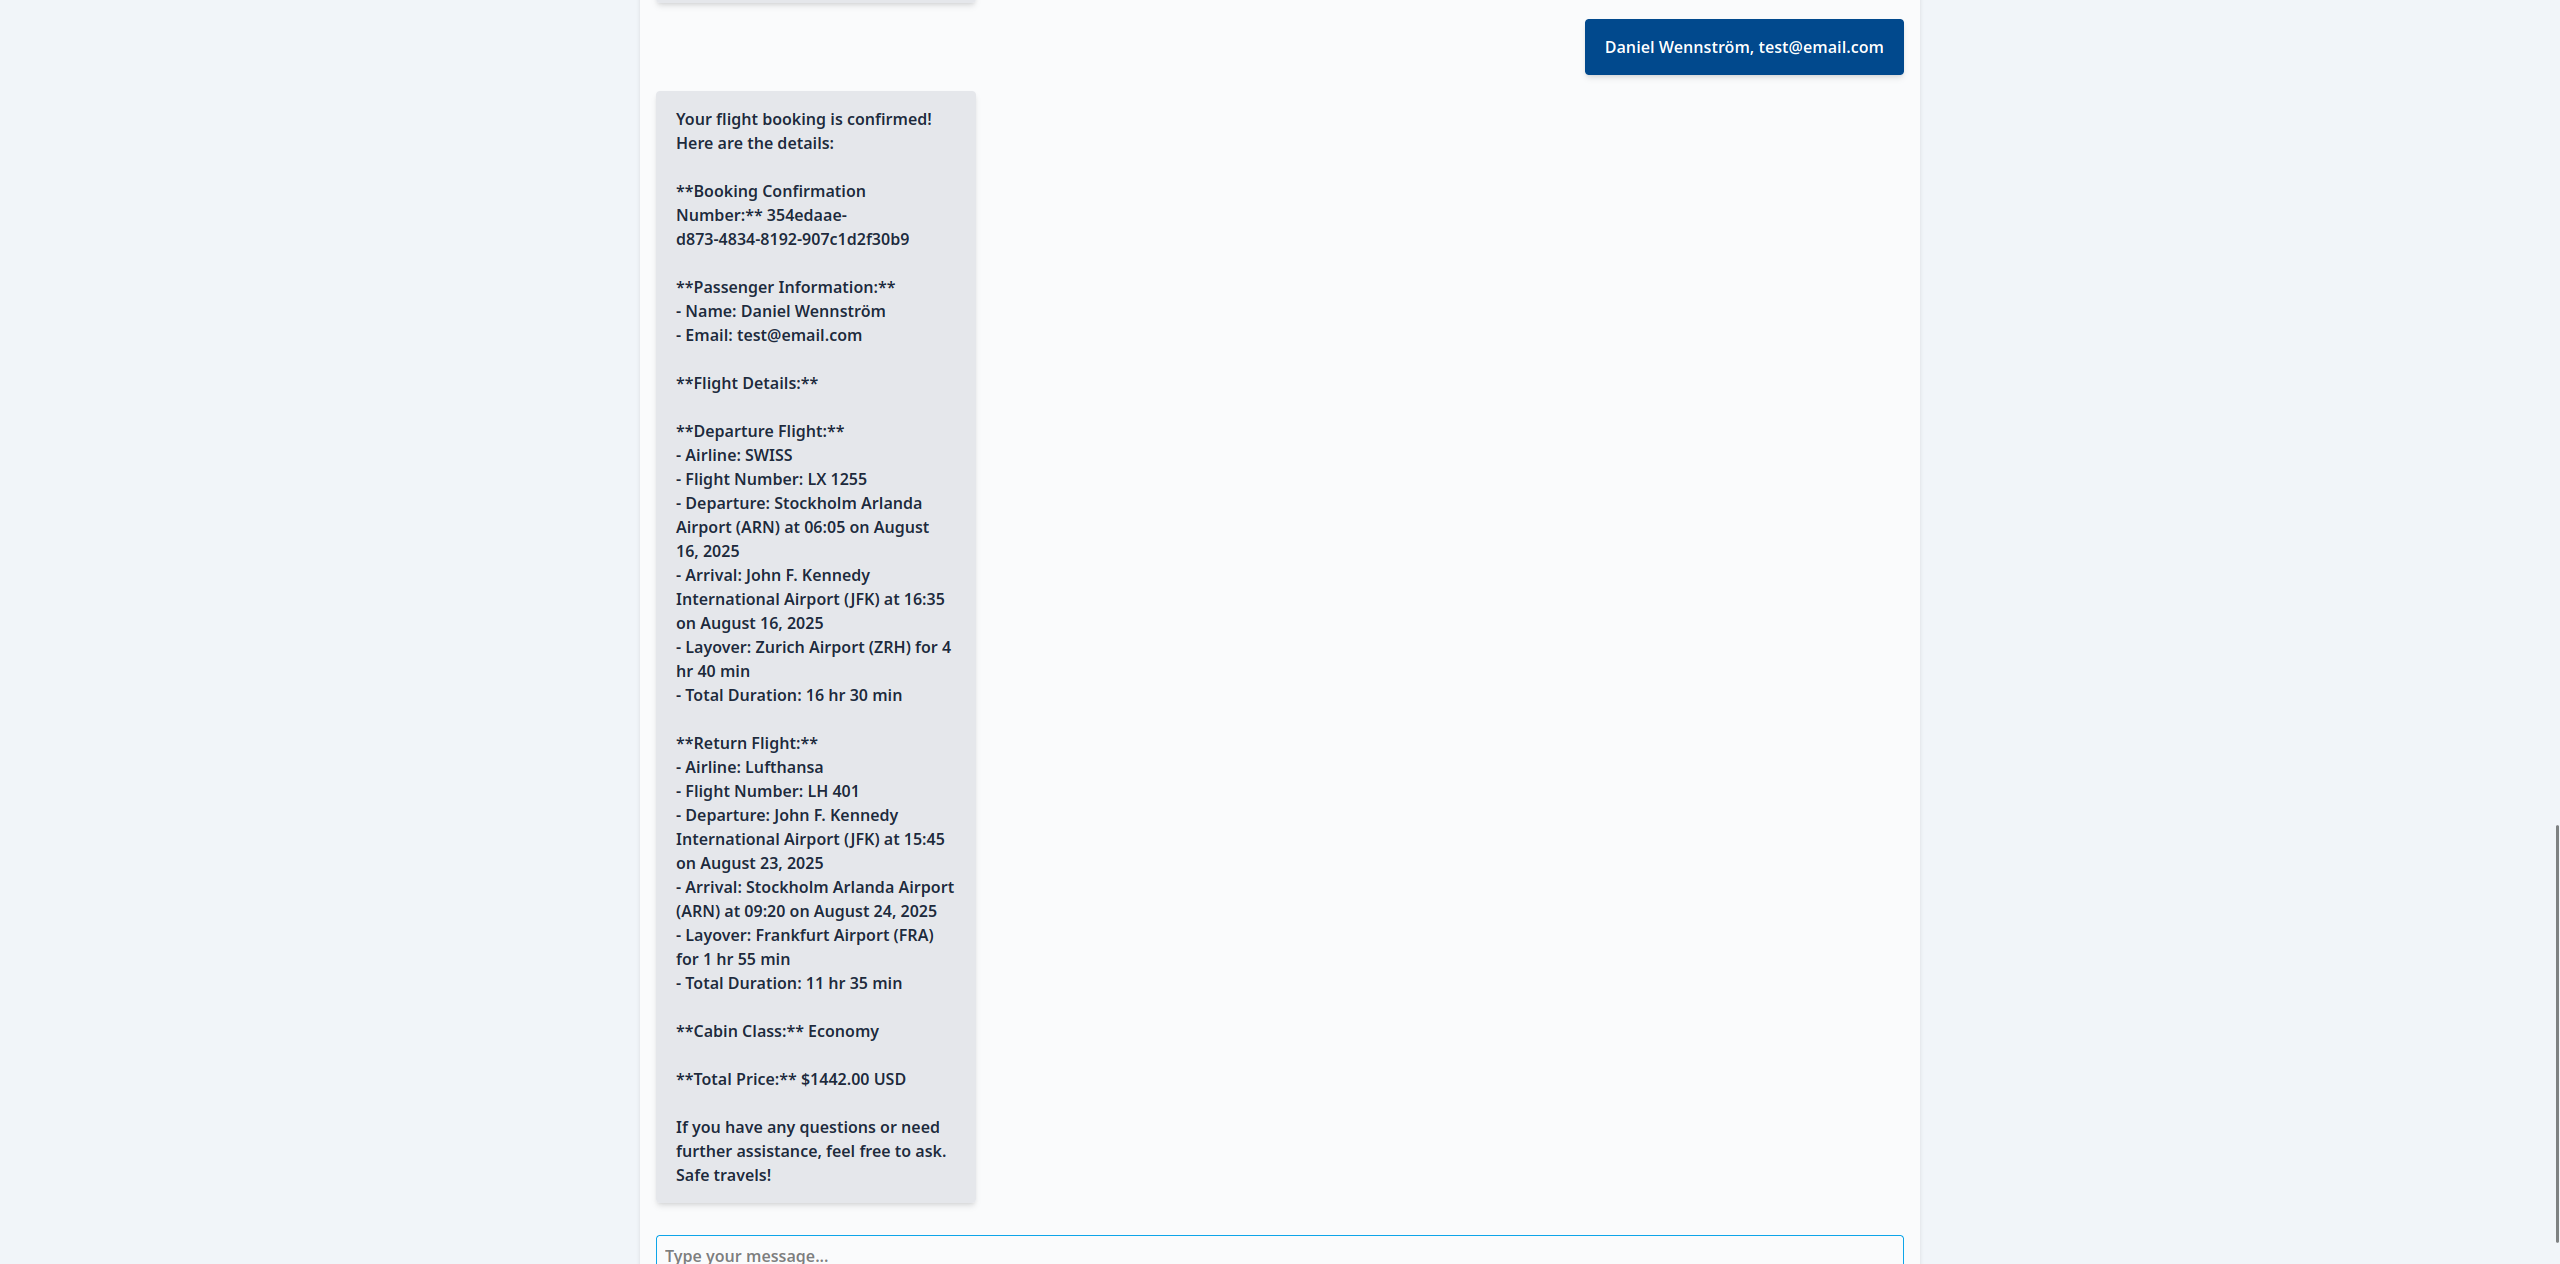 Daniel Wennström, test@email.com
Your flight booking is confirmed!
Here are the details:
**Booking Confirmation
Number:** 354edaae-
d873-4834-8192-907c1d2f30b9
**Passenger Information:**
- Name: Daniel Wennström
- Email: test@email.com
**Flight Details:**
**Departure Flight:**
- Airline: SWISS
- Flight Number: LX 1255
- Departure: Stockholm Arlanda
Airport (ARN) at 06:05 on August
16, 2025
- Arrival: John F. Kennedy
International Airport (JFK) at 16:35
on August 16, 2025
- Layover: Zurich Airport (ZRH) for 4
hr 40 min
- Total Duration: 16 hr 30 min
**Return Flight:**
- Airline: Lufthansa
- Flight Number: LH 401
- Departure: John F. Kennedy
International Airport (JFK) at 15:45
on August 23, 2025
- Arrival: Stockholm Arlanda Airport
(ARN) at 09:20 on August 24, 2025
- Layover: Frankfurt Airport (FRA)
for 1 hr 55 min
- Total Duration: 11 hr 35 min
**Cabin Class:** Economy
**Total Price:** $1442.00 USD
If you have any questions or need
further assistance, feel free to ask.
Safe travels!
Type your message...